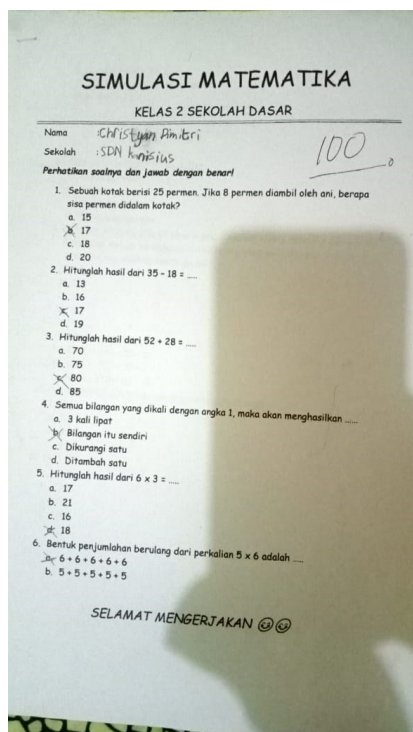 SIMULASI MATEMATIKA
KELAS 2 SEKOLAH DASAR
Nama : Christyan Dimitri
Sekolah : SDN kanisius
100
Perhatikan soalnya dan jawab dengan benar!
1. Sebuah kotak berisi 25 permen. Jika 8 permen diambil oleh ani, berapa
sisa permen didalam kotak?
a. 15
b. 17
c. 18
d. 20
2. Hitunglah hasil dari 35 - 18 = ....
a. 13
b. 16
c. 17
d. 19
3. Hitunglah hasil dari 52 + 28 = .....
a. 70
b. 75
c. 80
d. 85
4. Semua bilangan yang dikali dengan angka 1, maka akan menghasilkan ......
a. 3 kali lipat
b. Bilangan itu sendiri
c. Dikurangi satu
d. Ditambah satu
5. Hitunglah hasil dari 6 x 3 = .....
a. 17
b. 21
c. 16
d. 18
6. Bentuk penjumlahan berulang dari perkalian 5 x 6 adalah ....
a. 6 + 6 + 6 + 6 + 6
b. 5 + 5 + 5 + 5 + 5
SELAMAT MENGERJAKAN